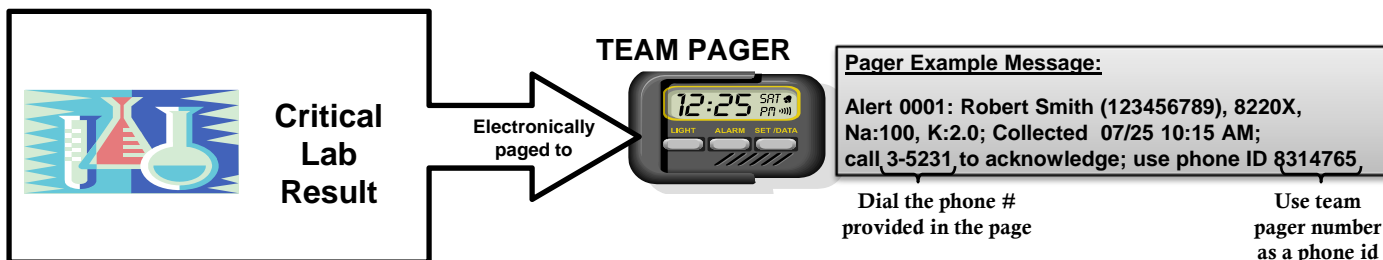 Critical
Lab
Result
Electronically
paged to
TEAM PAGER
12:25 SAT
PM
LIGHT ALARM SET/DATA
Pager Example Message:
Alert 0001: Robert Smith (123456789), 8220X,
Na:100, K:2.0; Collected 07/25 10:15 AM;
call 3-5231 to acknowledge; use phone ID 8314765
Dial the phone #
provided in the page
Use team
pager number
as a phone id